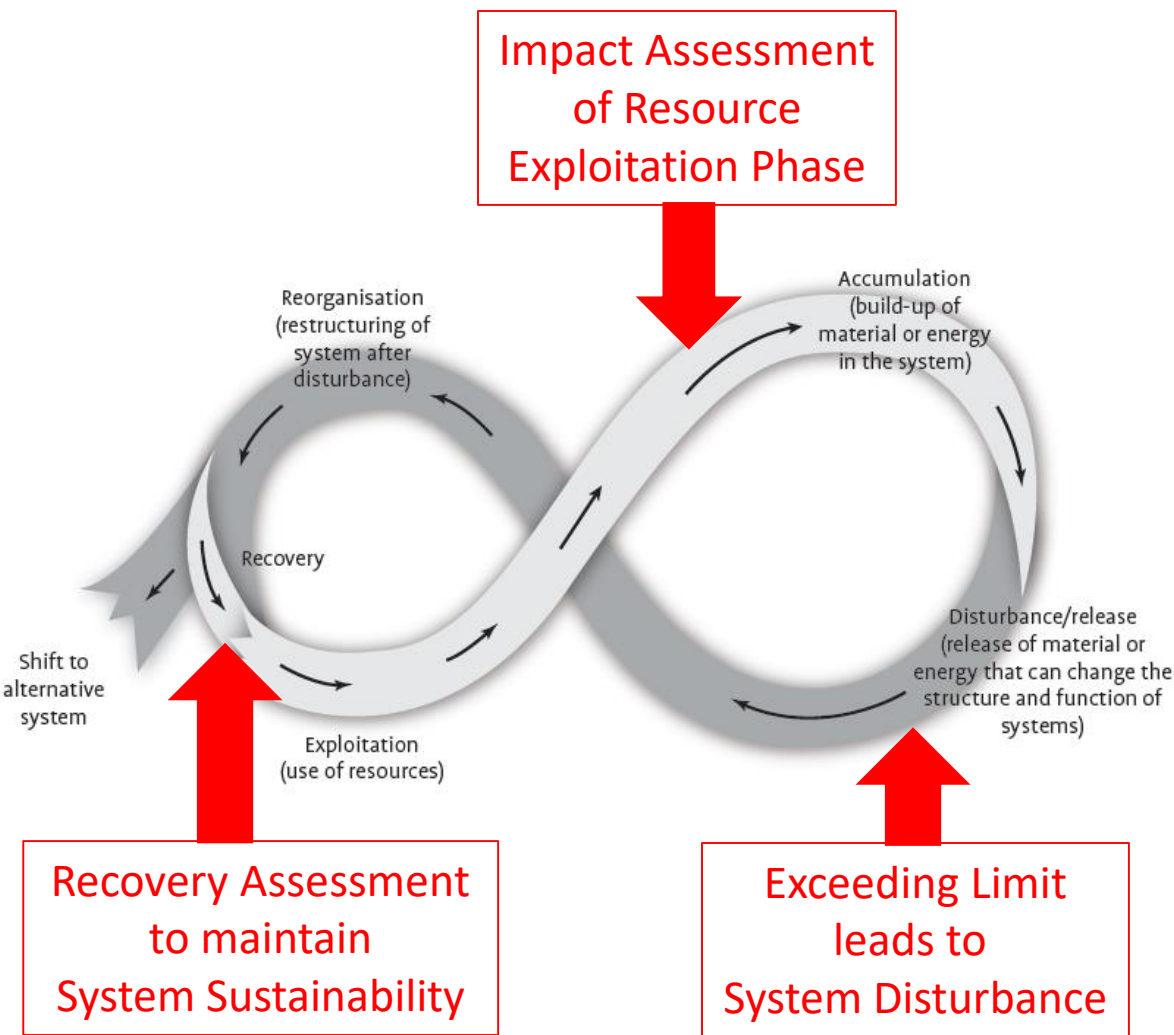 Impact Assessment
of Resource
Exploitation Phase
Reorganisation
(restructuring of
system after
disturbance)
Accumulation
(build-up of
material or energy
in the system)
Recovery
Shift to
alternative
system
Exploitation
(use of resources)
Disturbance/release
(release of material or
energy that can change the
structure and function of
systems)
Recovery Assessment
to maintain
System Sustainability
Exceeding Limit
leads to
System Disturbance